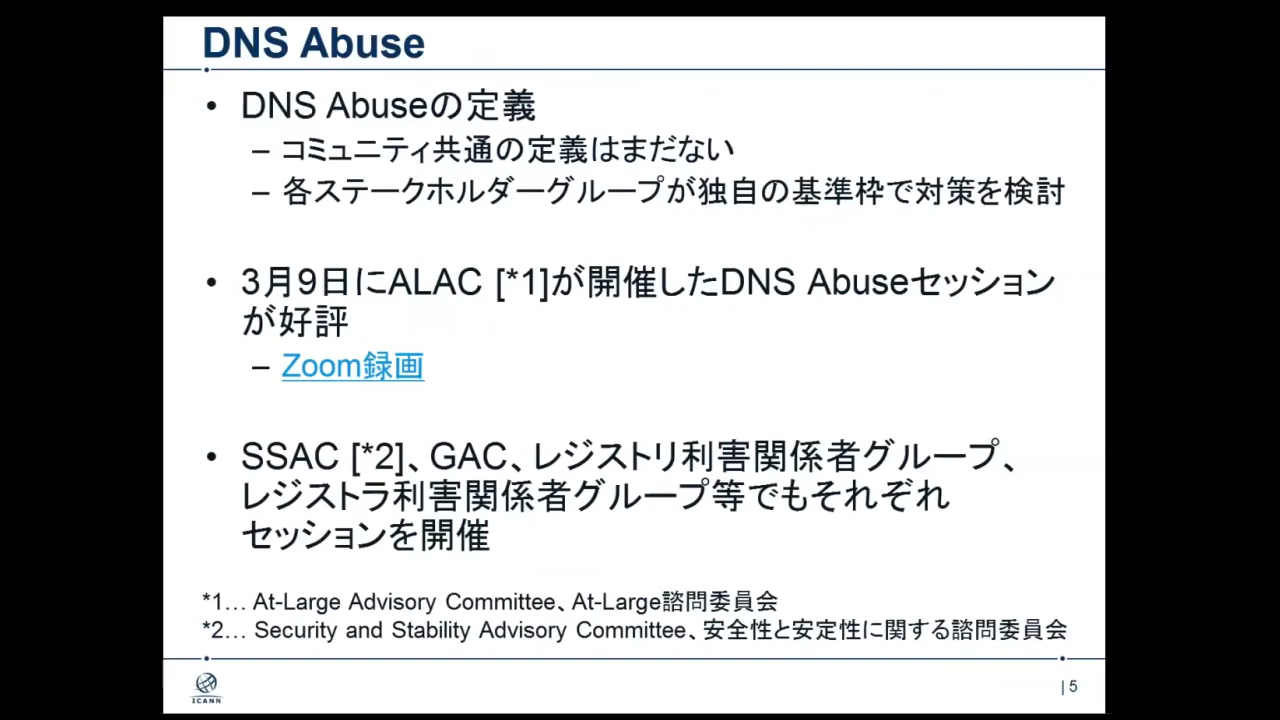 DNS Abuse
• DNS Abuseの定義
– コミュニティ共通の定義はまだない
– 各ステークホルダーグループが独自の基準枠で対策を検討
• 3月9日にALAC [*1]が開催したDNS Abuseセッション
が好評
– Zoom録画
• SSAC [*2]、GAC、レジストリ利害関係者グループ、
レジストラ利害関係者グループ等でもそれぞれ
セッションを開催
*1… At-Large Advisory Committee、At-Large諮問委員会
*2… Security and Stability Advisory Committee、安全性と安定性に関する諮問委員会
ICANN
| 5